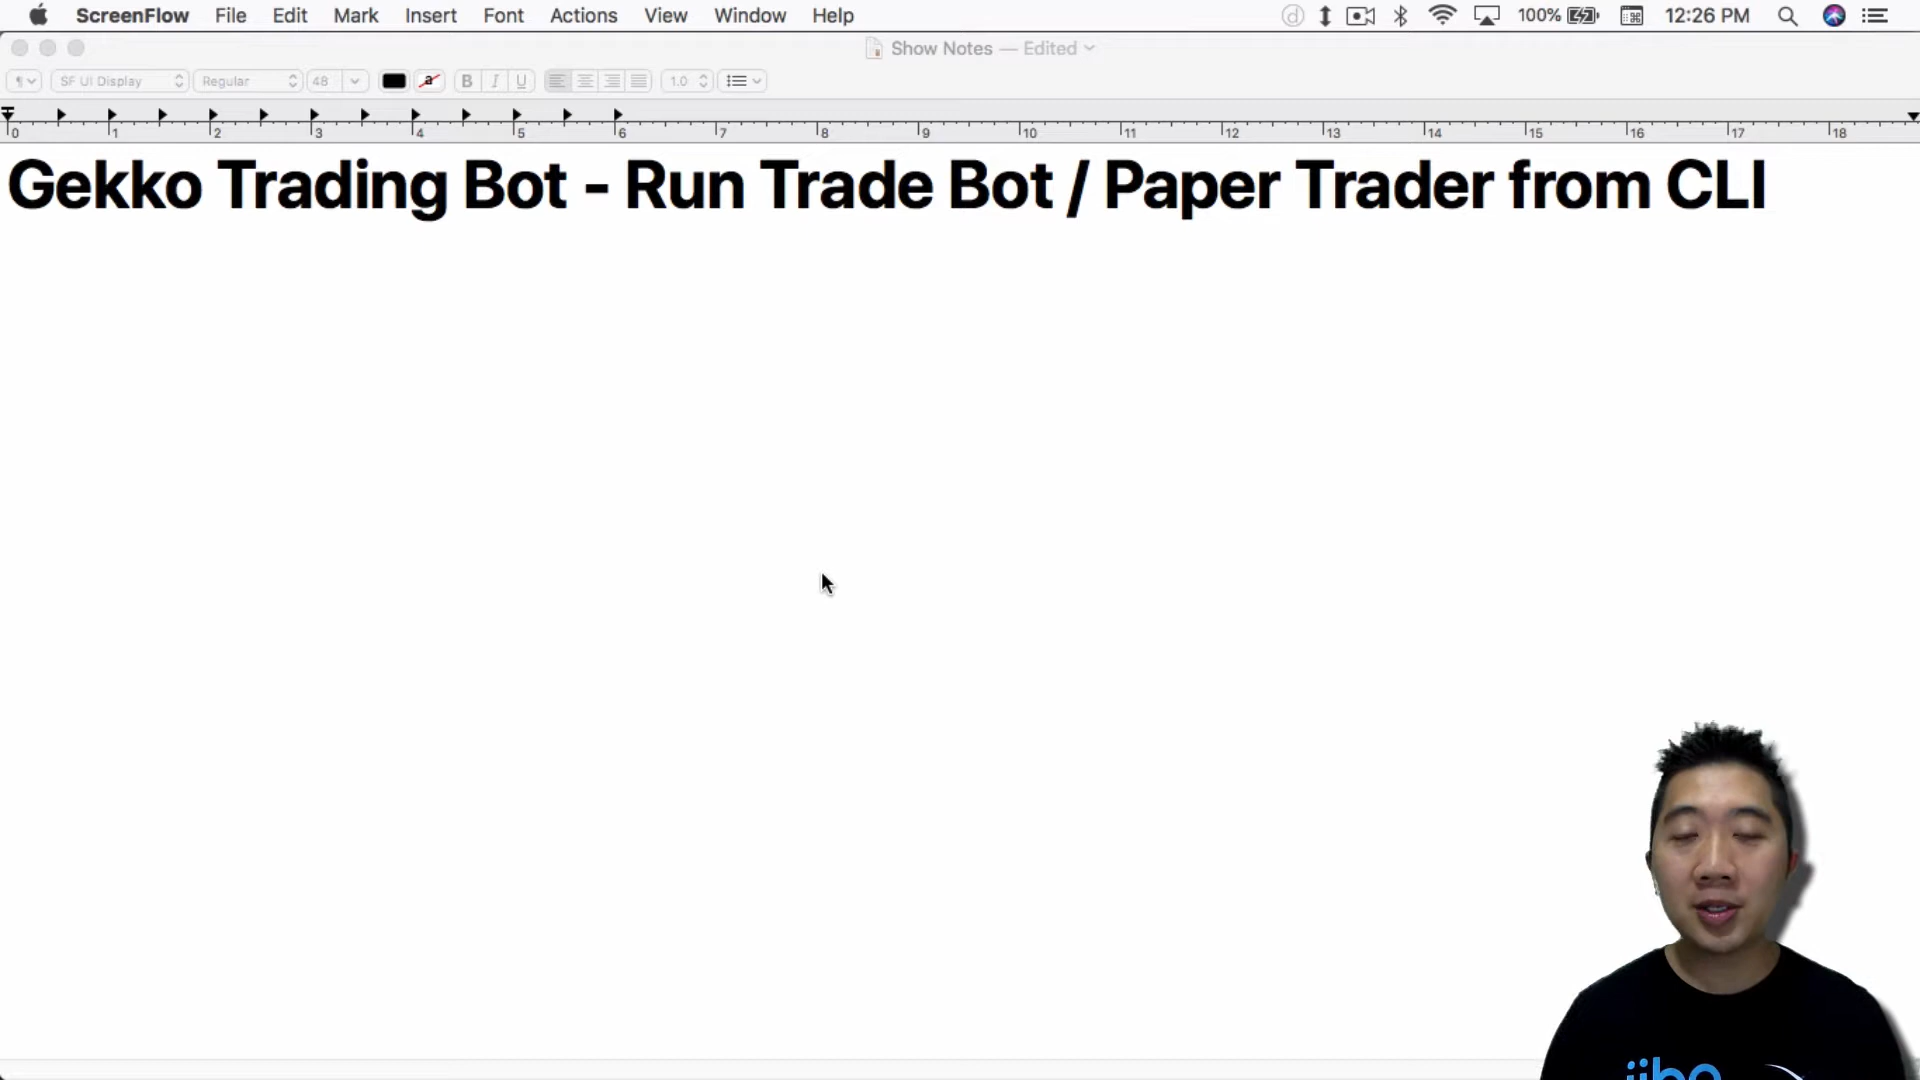 ScreenFlow File Edit Mark Insert Font Actions View Window Help 100% 12:26 PM
Show Notes — Edited
¶ SF UI Display Regular 48 a B I U 1.0
0 1 2 3 4 5 6 7 8 9 10 11 12 13 14 15 16 17 18
Gekko Trading Bot - Run Trade Bot / Paper Trader from CLI